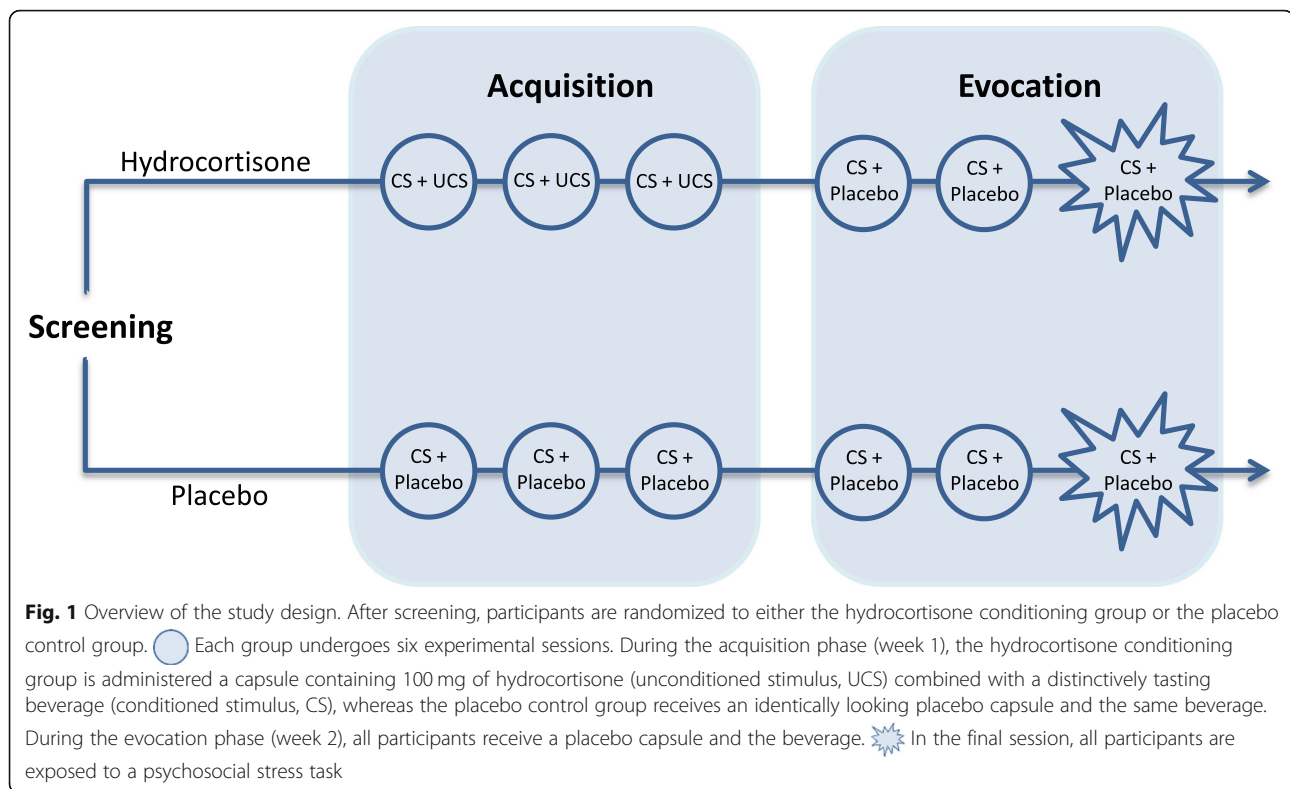 Acquisition
Evocation
Hydrocortisone
CS + UCS
CS + UCS
CS + UCS
CS +
Placebo
CS +
Placebo
CS +
Placebo
Screening
CS +
Placebo
CS +
Placebo
CS +
Placebo
CS +
Placebo
CS +
Placebo
CS +
Placebo
Placebo
Fig. 1 Overview of the study design. After screening, participants are randomized to either the hydrocortisone conditioning group or the placebo
control group. Each group undergoes six experimental sessions. During the acquisition phase (week 1), the hydrocortisone conditioning
group is administered a capsule containing 100 mg of hydrocortisone (unconditioned stimulus, UCS) combined with a distinctively tasting
beverage (conditioned stimulus, CS), whereas the placebo control group receives an identically looking placebo capsule and the same beverage.
During the evocation phase (week 2), all participants receive a placebo capsule and the beverage. In the final session, all participants are
exposed to a psychosocial stress task